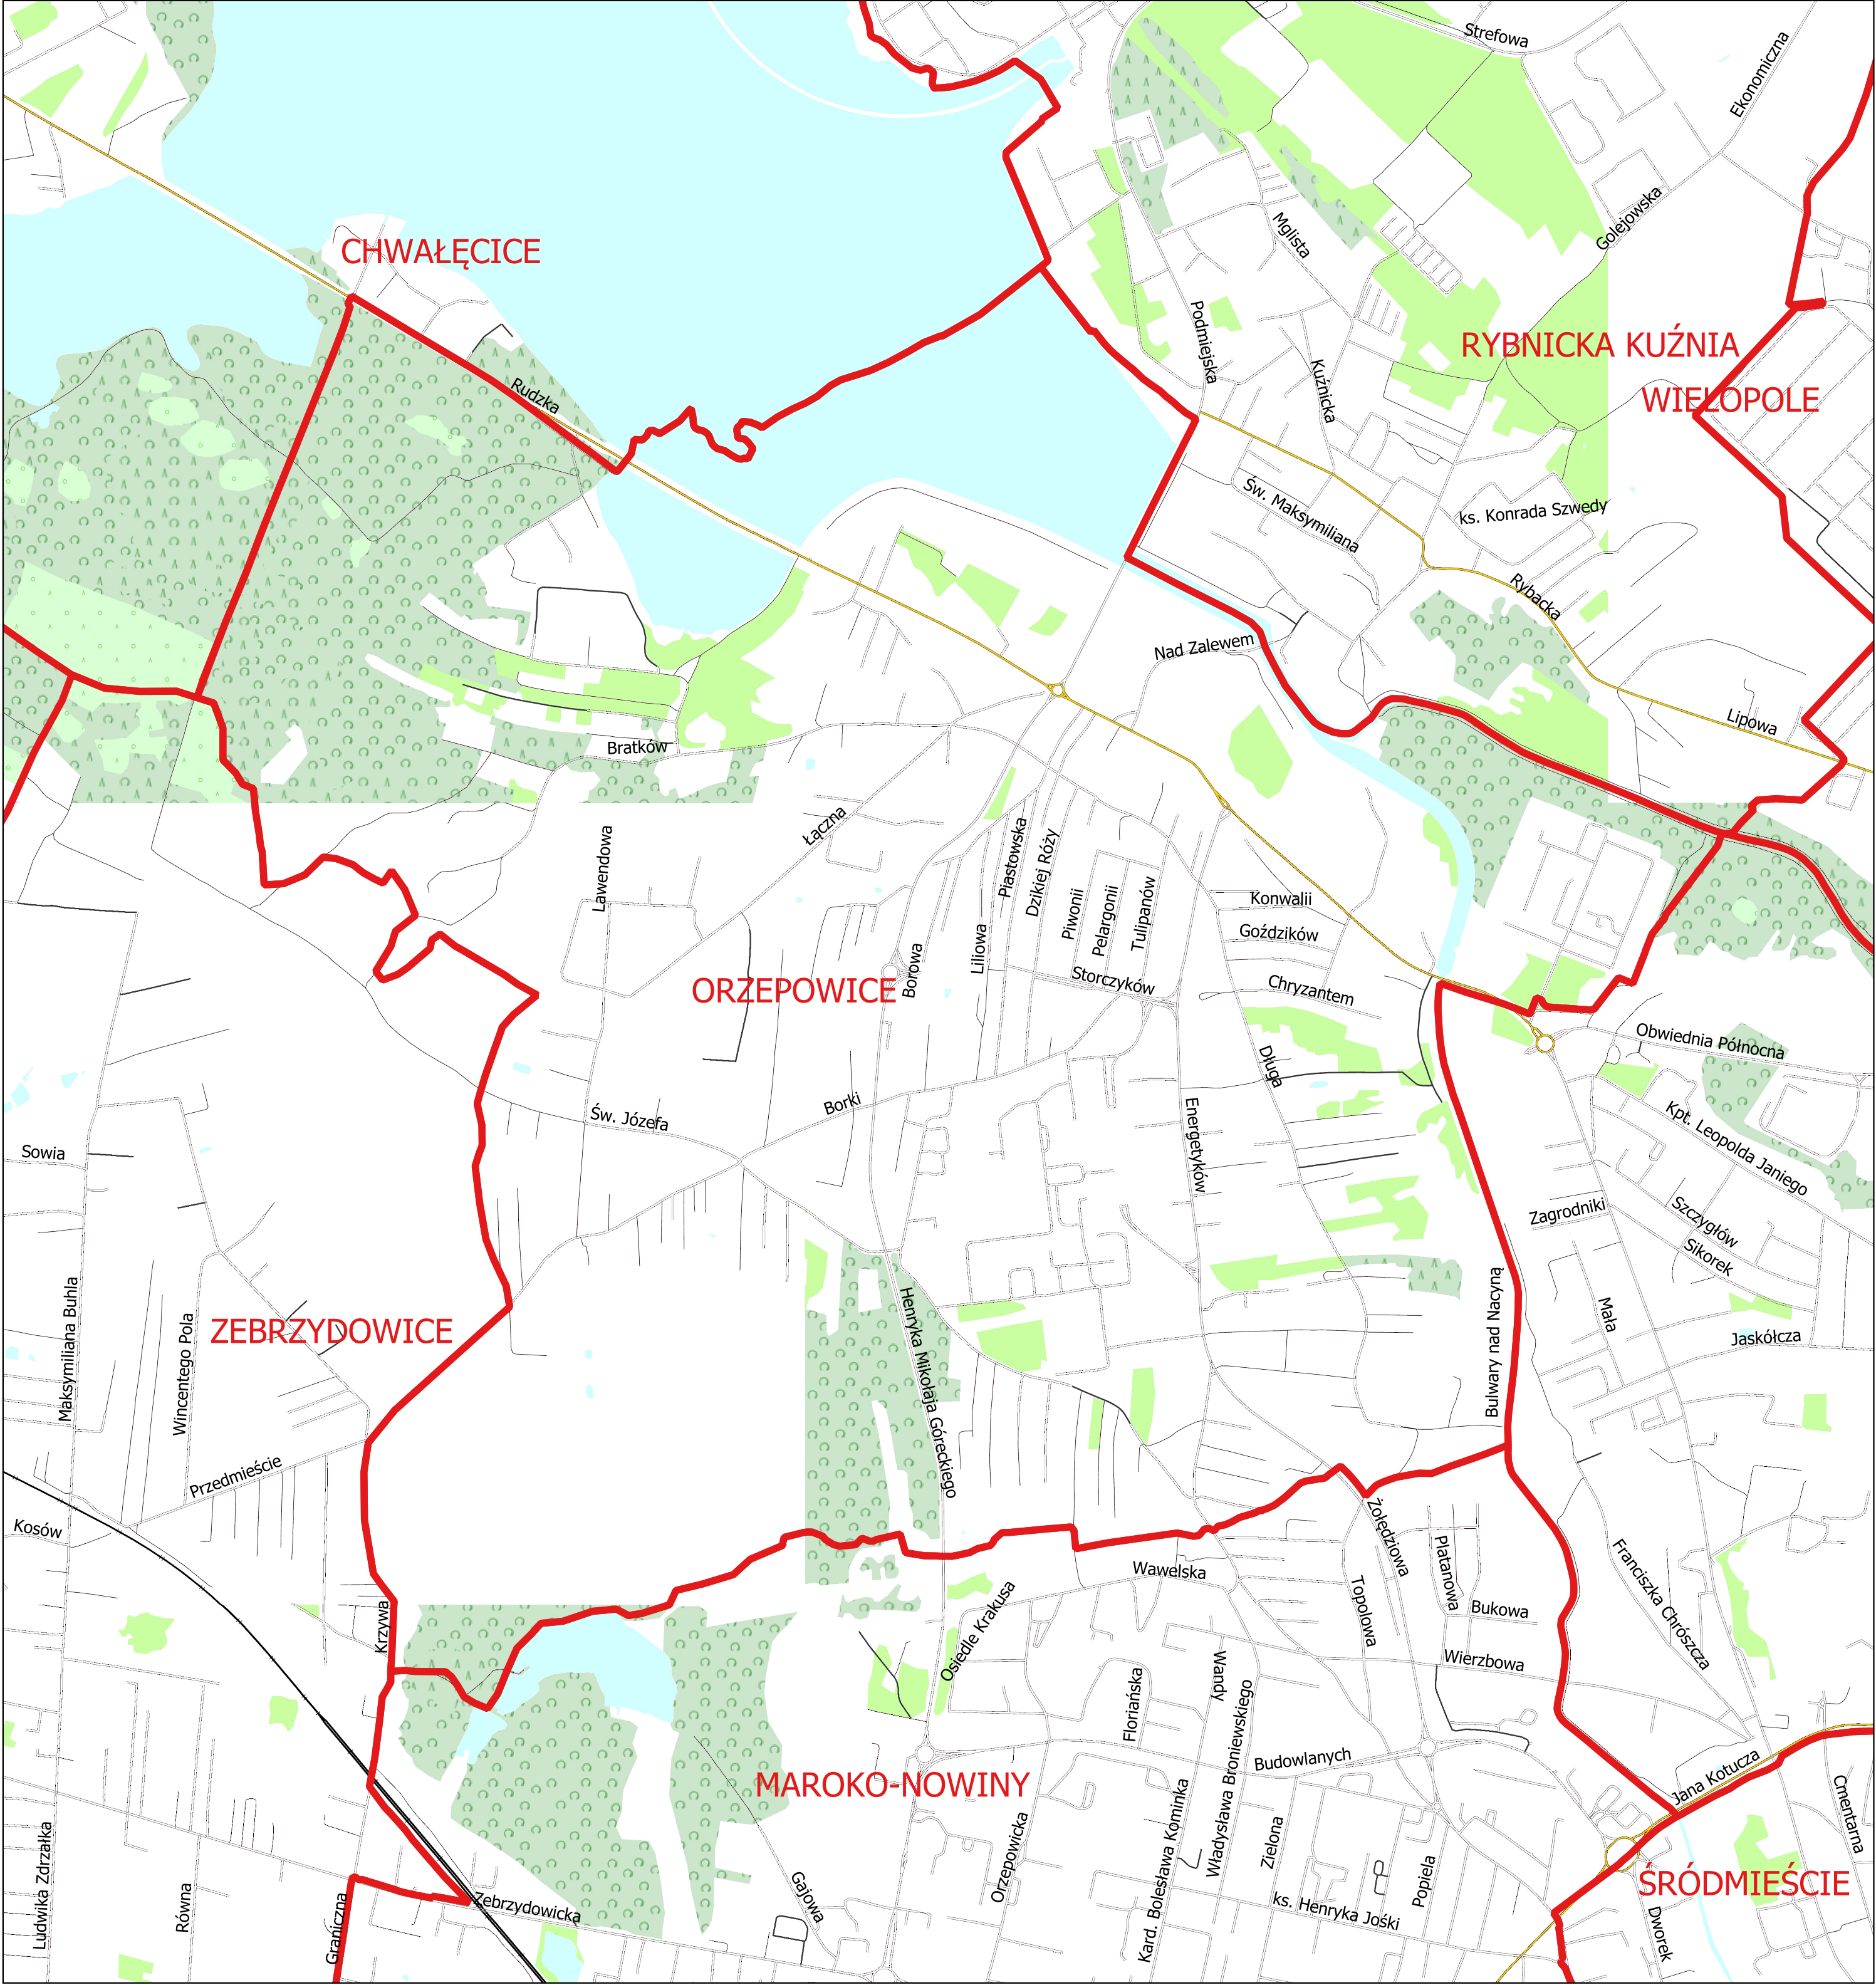 Strefowa
Ekonomiczna
Golejowska
Mglista
CHWAŁĘCICE
Podmiejska
RYBNICKA KUŹNIA
Kuźnicka
Rudzka
WIELOPOLE
Św. Maksymiliana
ks. Konrada Szwedy
Rybacka
Nad Zalewem
Lipowa
Bratków
Łączna
Lawendowa
Piastowska
Dzikiej Róży
Piwonii
Pelargonii
Tulipanów
Konwalii
Goździków
Liliowa
Borowa
ORZEPOWICE
Storczyków
Chryzantem
Obwiednia Północna
Długa
Borki
Św. Józefa
Energetyków
Kpt. Leopolda Janiego
Sowia
Zagrodniki
Szczygłów
Sikorek
Maksymiliana Buhla
Wincentego Pola
ZEBRZYDOWICE
Henryka Mikołaja Góreckiego
Bulwary nad Nacyną
Mała
Jaskółcza
Przedmieście
Kosów
Żołędziowa
Platanowa
Wawelska
Topolowa
Bukowa
Franciszka Chrószcza
Krzywa
Osiedle Krakusa
Wierzbowa
Wandy
Floriańska
Władysława Broniewskiego
Budowlanych
Jana Kotucza
MAROKO-NOWINY
Kard. Bolesława Kominka
Cmentarna
Orzepowicka
Zielona
Popiela
Ludwika Zdrzałka
Równa
Graniczna
Zebrzydowicka
Gajowa
ks. Henryka Jośki
ŚRÓDMIEŚCIE
Dworek